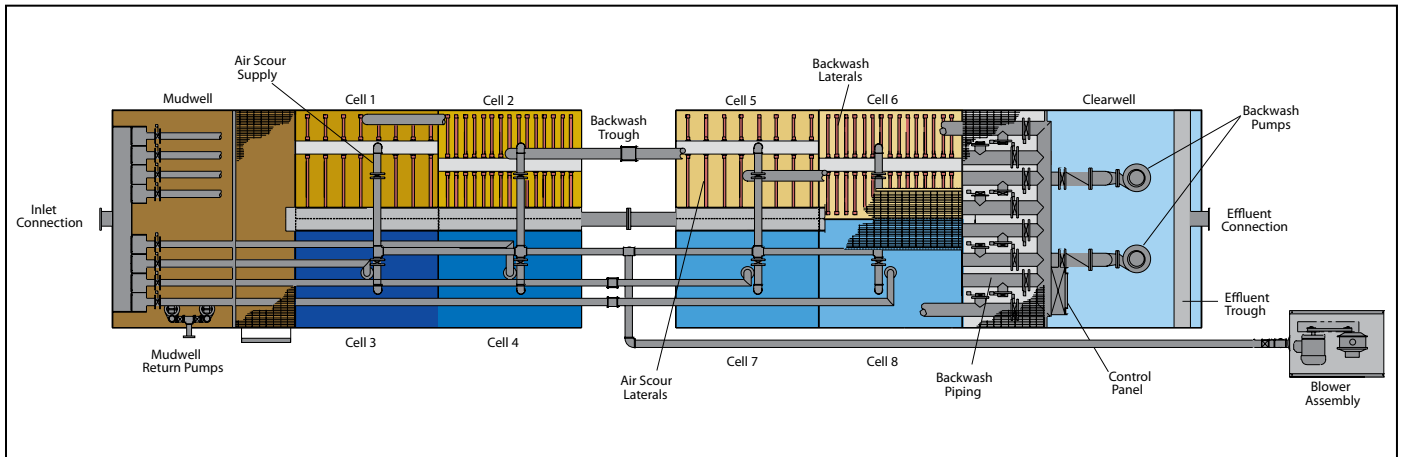 Air Scour
Supply
Backwash
Laterals
Mudwell
Cell 1
Cell 2
Backwash
Trough
Cell 5
Cell 6
Clearwell
Backwash
Pumps
Inlet
Connection
Effluent
Connection
Effluent
Trough
Mudwell
Return Pumps
Cell 3
Cell 4
Air Scour
Laterals
Cell 7
Cell 8
Backwash
Piping
Control
Panel
Blower
Assembly